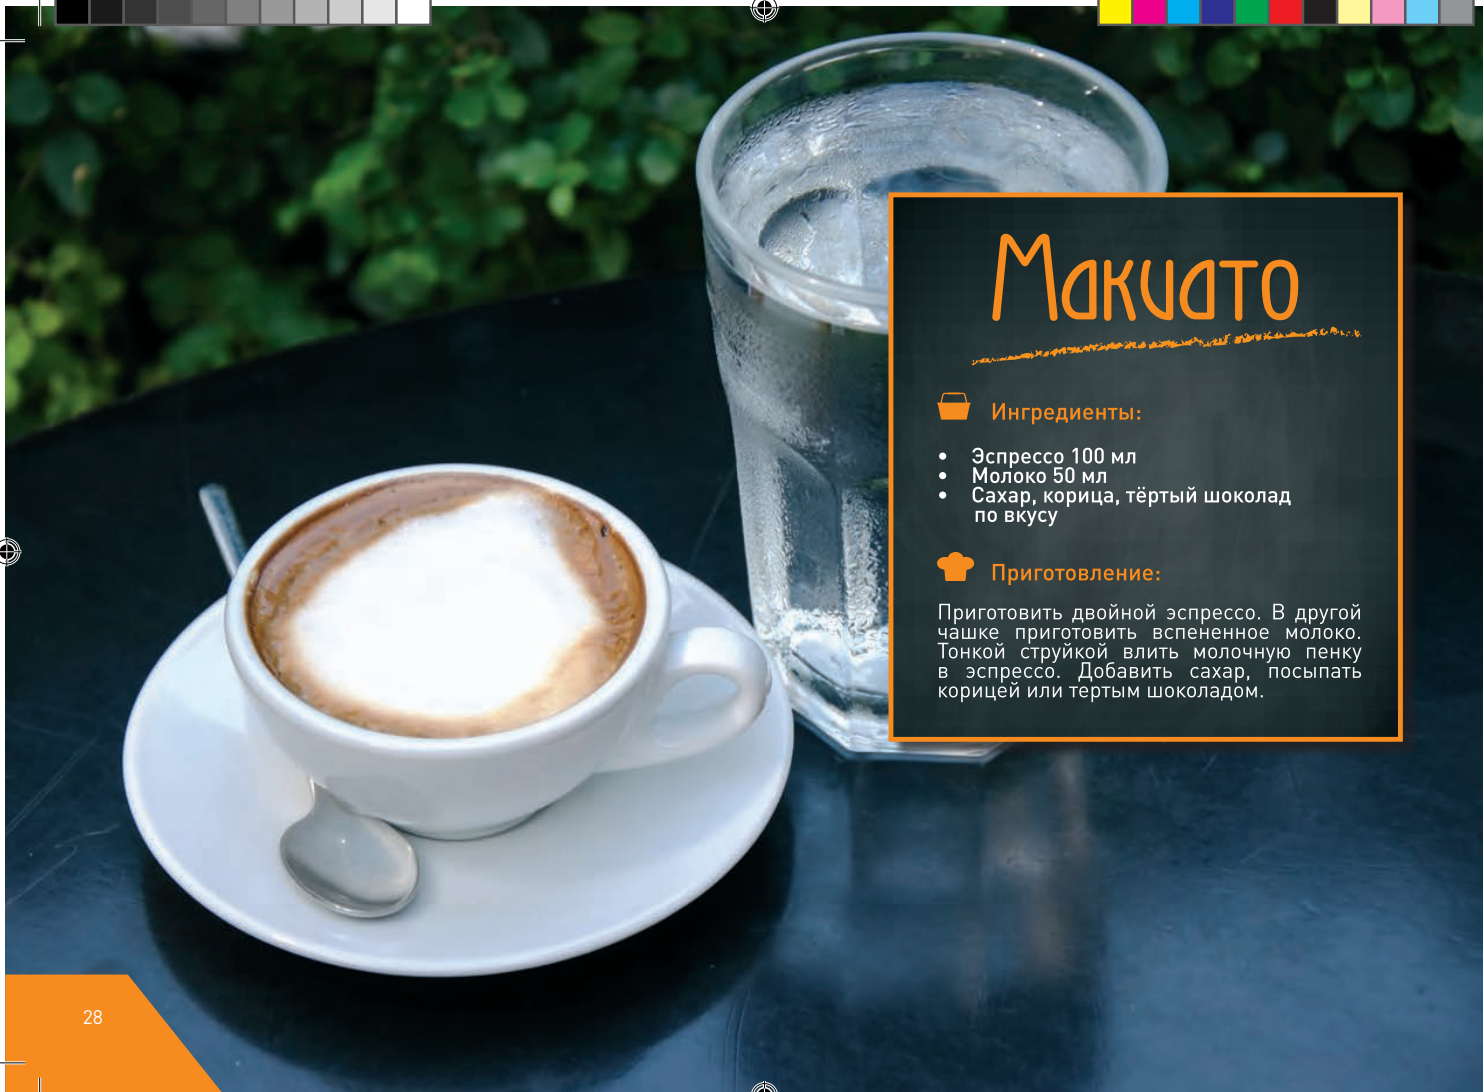 Макиато
Ингредиенты:
• Эспрессо 100 мл
• Молоко 50 мл
• Сахар, корица, тёртый шоколад
по вкусу
Приготовление:
Приготовить двойной эспрессо. В другой
чашке приготовить вспененное молоко.
Тонкой струйкой влить молочную пенку
в эспрессо. Добавить сахар, посыпать
корицей или тертым шоколадом.
28